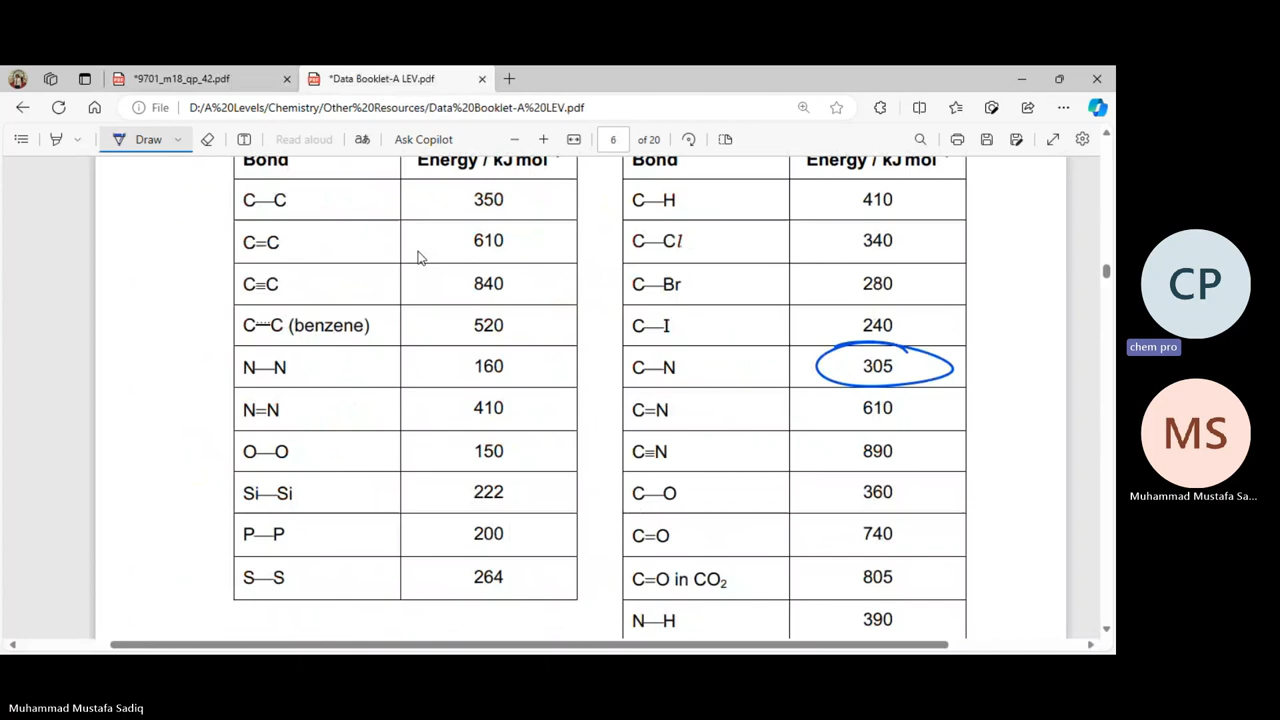 *9701_m18_qp_42.pdf
*Data Booklet-A LEV.pdf
File D:/A%20Levels/Chemistry/Other%20Resources/Data%20Booklet-A%20LEV.pdf
Draw Read aloud aあ Ask Copilot 6 of 20
Bond Energy / kJ mol Bond Energy / kJ mol
C—C 350 C—H 410
C=C 610 C—Cl 340
C≡C 840 C—Br 280
C┄C (benzene) 520 C—I 240
N—N 160 C—N 305
N=N 410 C=N 610
O—O 150 C≡N 890
Si—Si 222 C—O 360
P—P 200 C=O 740
S—S 264 C=O in CO₂ 805
N—H 390
CP
chem pro
MS
Muhammad Mustafa Sa...
Muhammad Mustafa Sadiq